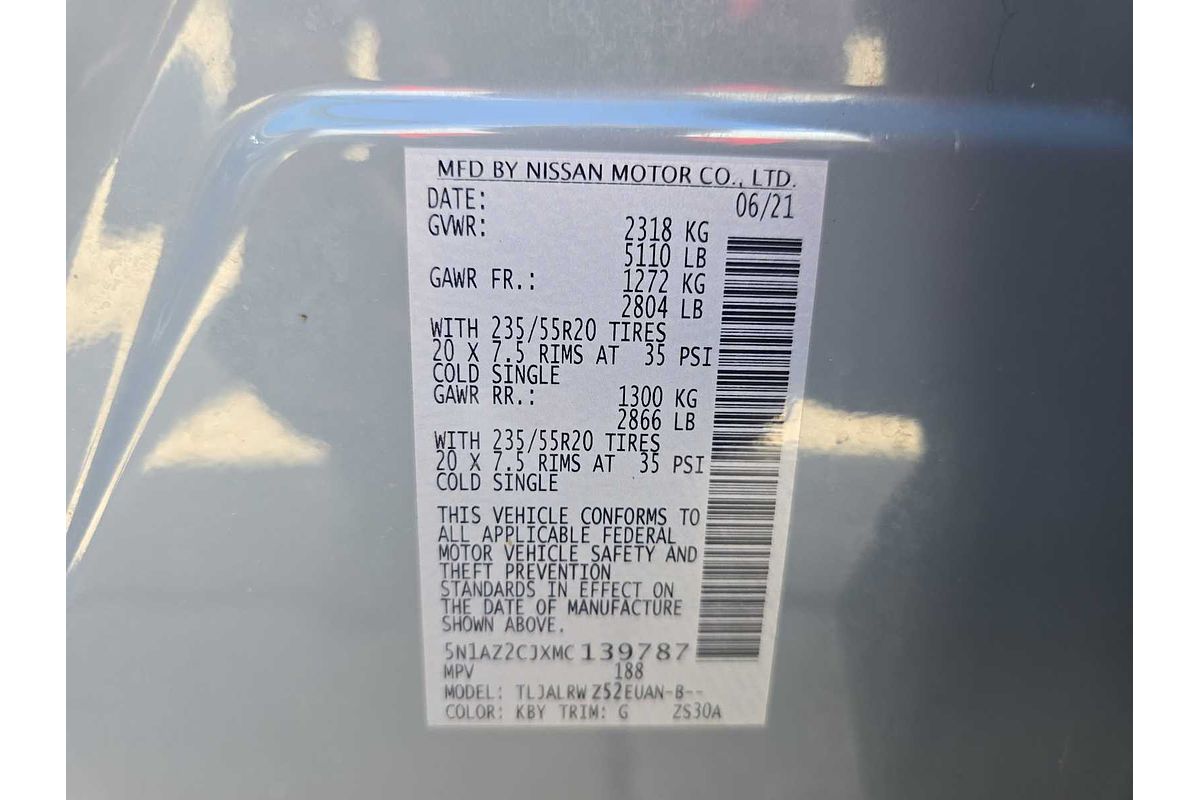 MFD BY NISSAN MOTOR CO., LTD.
DATE: 06/21
GVWR: 2318 KG
5110 LB
GAWR FR.: 1272 KG
2804 LB
WITH 235/55R20 TIRES
20 X 7.5 RIMS AT 35 PSI
COLD SINGLE
GAWR RR.: 1300 KG
2866 LB
WITH 235/55R20 TIRES
20 X 7.5 RIMS AT 35 PSI
COLD SINGLE
THIS VEHICLE CONFORMS TO
ALL APPLICABLE FEDERAL
MOTOR VEHICLE SAFETY AND
THEFT PREVENTION
STANDARDS IN EFFECT ON
THE DATE OF MANUFACTURE
SHOWN ABOVE.
5N1AZ2CJXMC139787
MPV 188
MODEL: TLJALRWZ52EUAN-B--
COLOR: KBY TRIM: G ZS30A